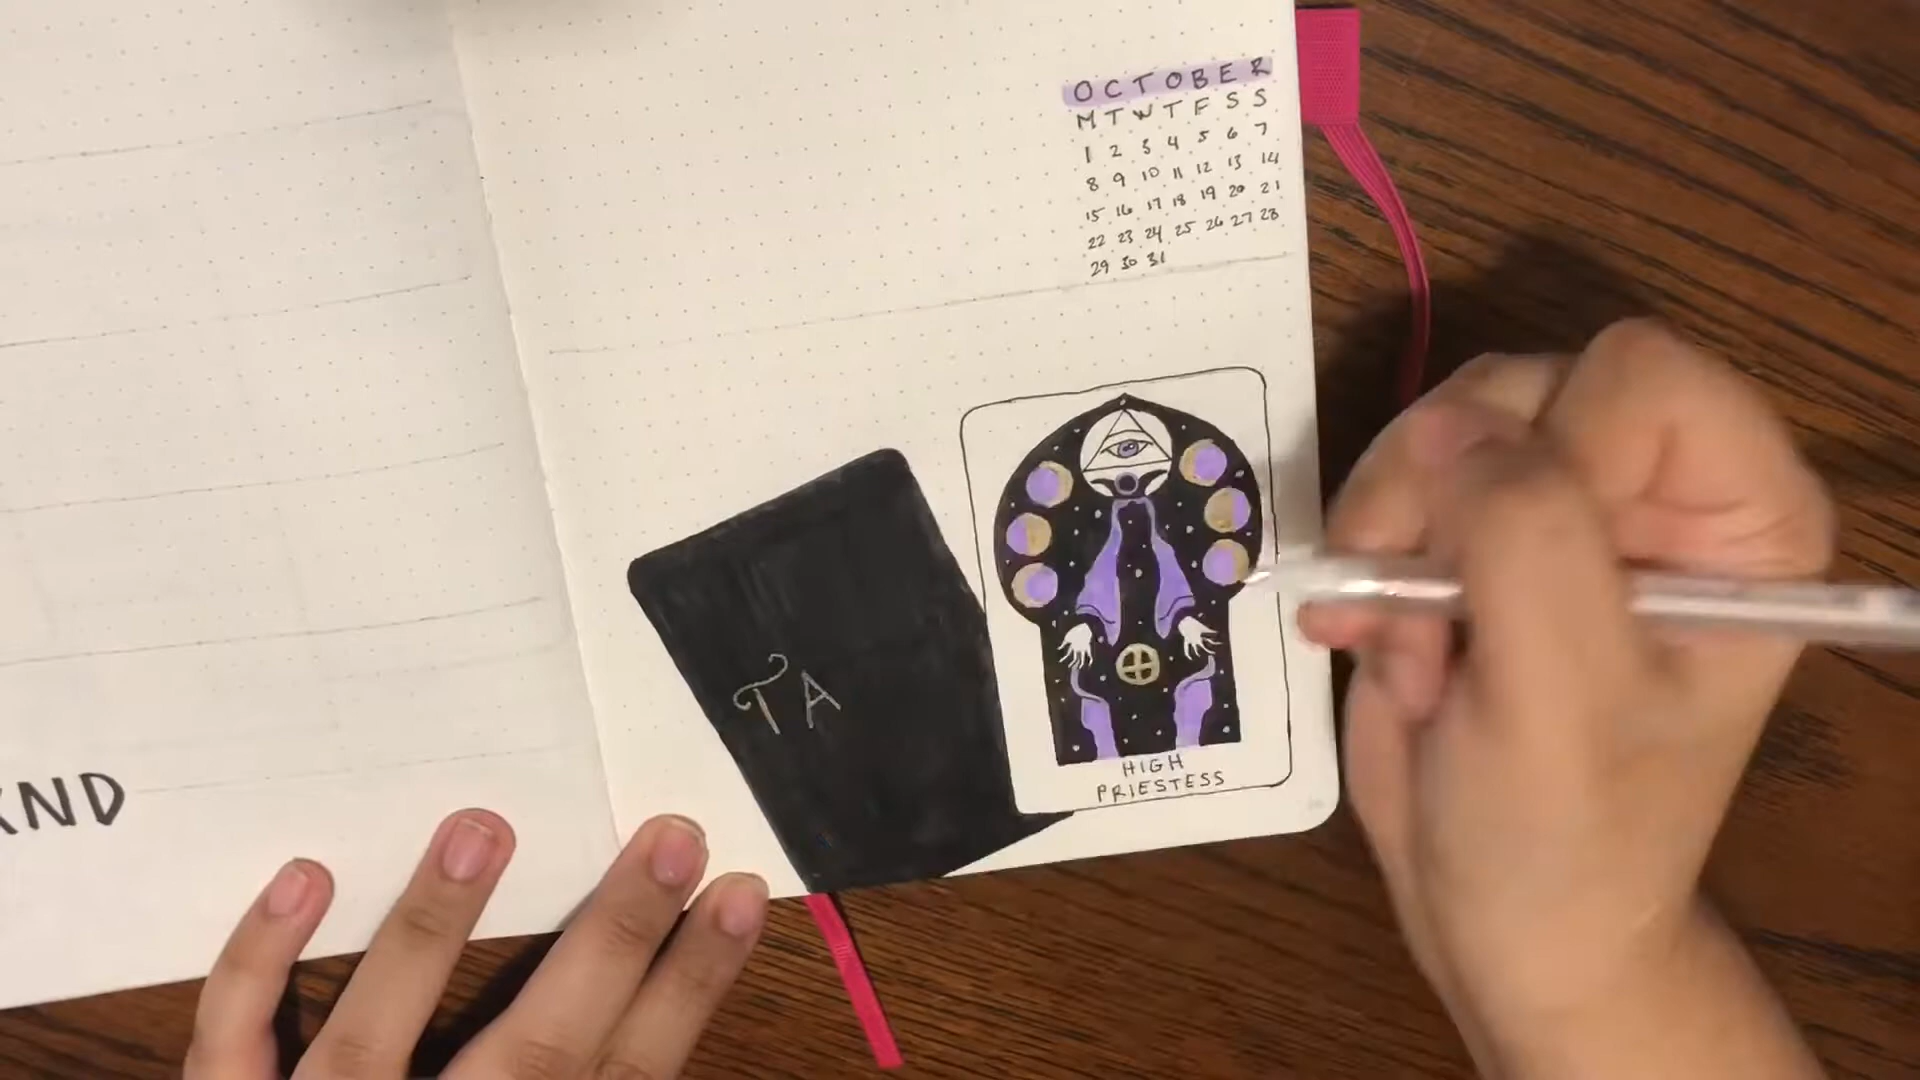 OCTOBER
M T W T F S S
1 2 3 4 5 6 7
8 9 10 11 12 13 14
15 16 17 18 19 20 21
22 23 24 25 26 27 28
29 30 31
TA
HIGH
PRIESTESS